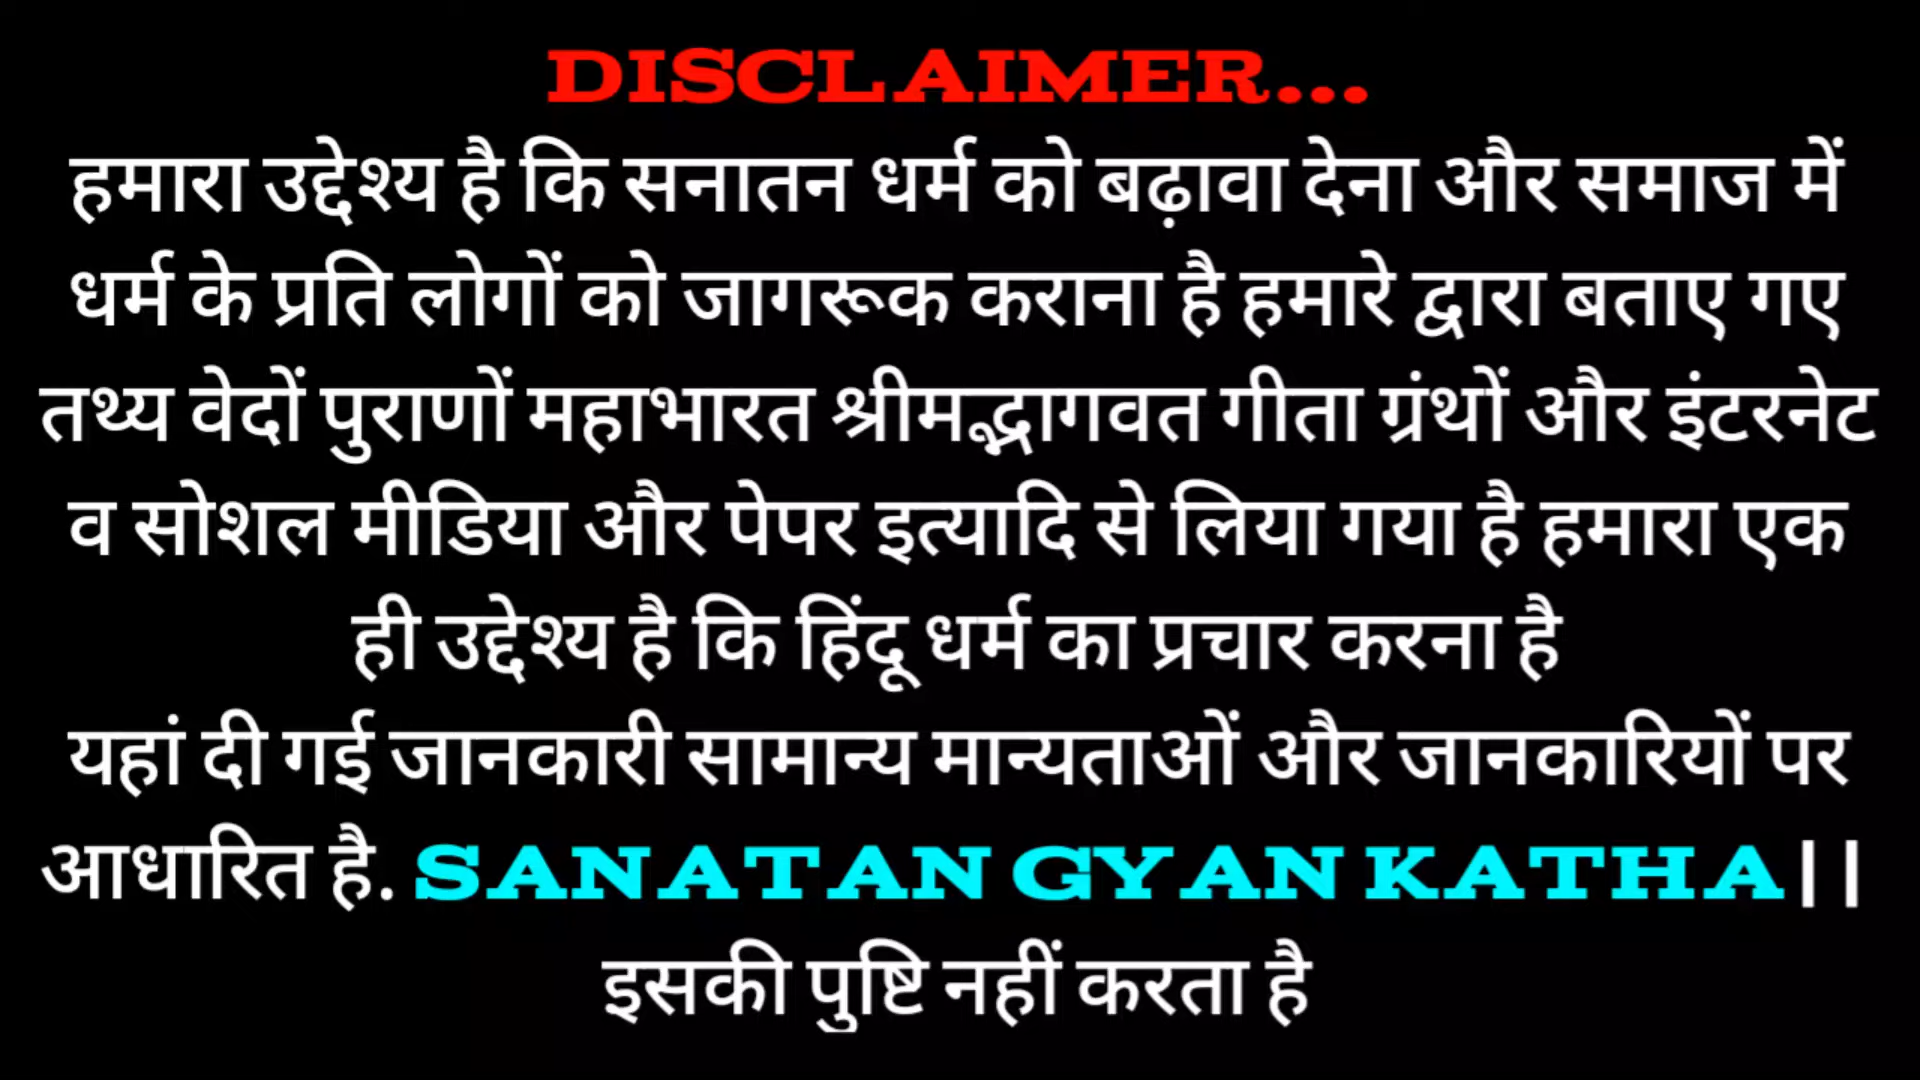 DISCLAIMER...
हमारा उद्देश्य है कि सनातन धर्म को बढ़ावा देना और समाज में
धर्म के प्रति लोगों को जागरूक कराना है हमारे द्वारा बताए गए
तथ्य वेदों पुराणों महाभारत श्रीमद्भागवत गीता ग्रंथों और इंटरनेट
व सोशल मीडिया और पेपर इत्यादि से लिया गया है हमारा एक
ही उद्देश्य है कि हिंदू धर्म का प्रचार करना है
यहां दी गई जानकारी सामान्य मान्यताओं और जानकारियों पर
आधारित है. SANATAN GYAN KATHA||
इसकी पुष्टि नहीं करता है